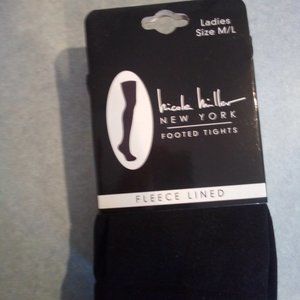 Ladies
Size M/L
nicole miller
NEW YORK
FOOTED TIGHTS
FLEECE LINED